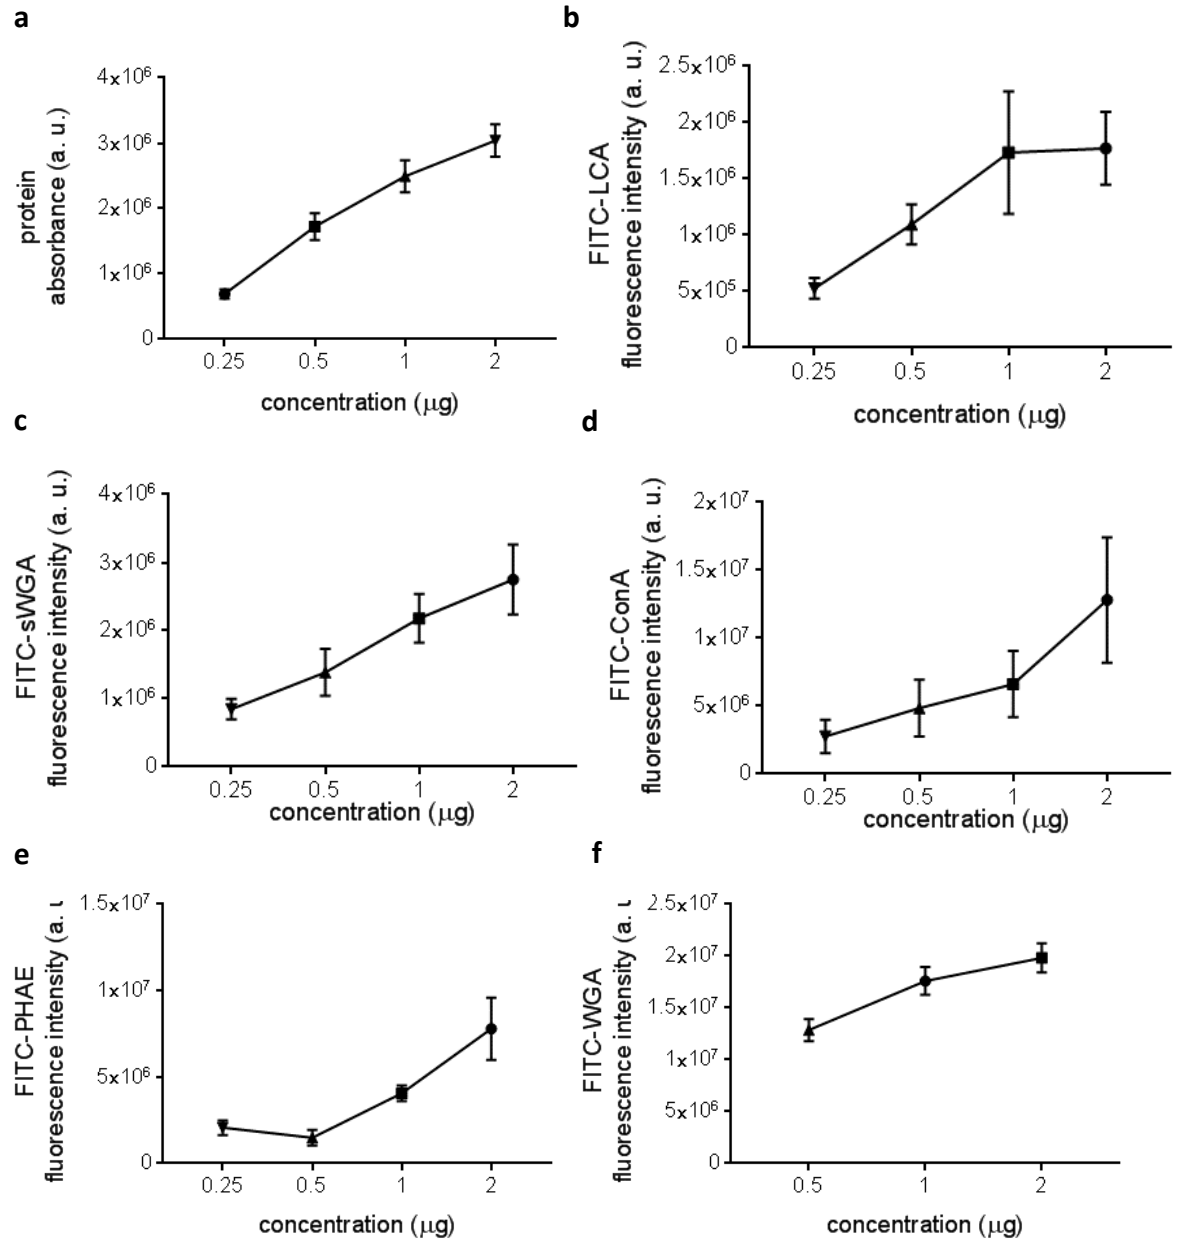 a
4x10⁶
3x10⁶
2x10⁶
1x10⁶
0
protein
absorbance (a. u.)
0.25 0.5 1 2
concentration (µg)
b
2.5x10⁶
2x10⁶
1.5x10⁶
1x10⁶
5x10⁵
0
FITC-LCA
fluorescence intensity (a. u.)
0.25 0.5 1 2
concentration (µg)
c
4x10⁶
3x10⁶
2x10⁶
1x10⁶
0
FITC-sWGA
fluorescence intensity (a. u.)
0.25 0.5 1 2
concentration (µg)
d
2x10⁷
1.5x10⁷
1x10⁷
5x10⁶
0
FITC-ConA
fluorescence intensity (a. u.)
0.25 0.5 1 2
concentration (µg)
e
1.5x10⁷
1x10⁷
5x10⁶
0
FITC-PHAE
fluorescence intensity (a.
0.25 0.5 1 2
concentration (µg)
f
2.5x10⁷
2x10⁷
1.5x10⁷
1x10⁷
5x10⁶
0
FITC-WGA
fluorescence intensity (a.
0.5 1 2
concentration (µg)